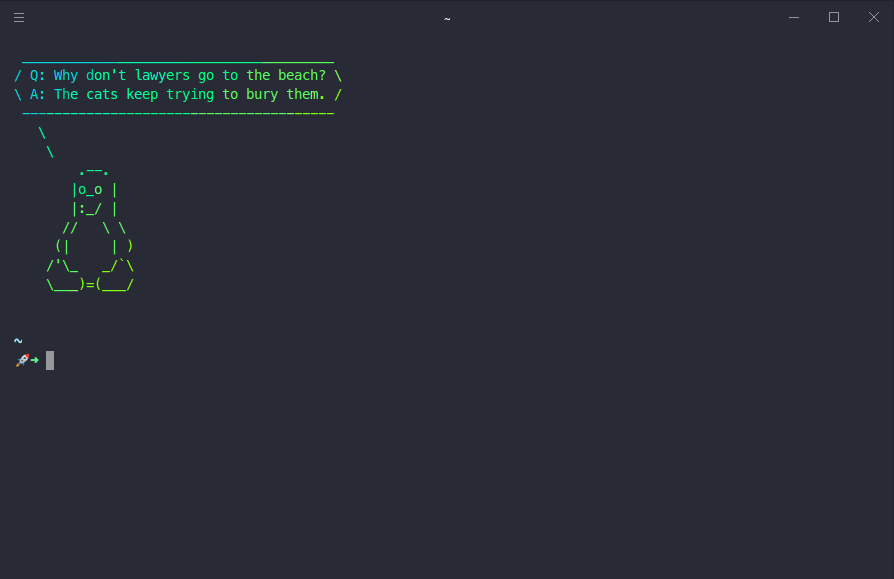 ~
 _______________________________________
/ Q: Why don't lawyers go to the beach? \
\ A: The cats keep trying to bury them. /
 ---------------------------------------
   \
    \
        .--.
       |o_o |
       |:_/ |
      //   \ \
     (|     | )
    /'\_   _/`\
    \___)=(___/
~
🚀➜